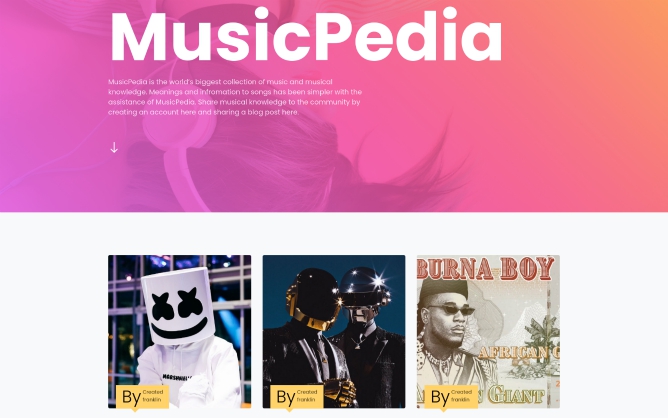 MusicPedia
MusicPedia is the world's biggest collection of music and musical
knowledge. Meanings and infromation to songs has been simpler with the
assistance of MusicPedia. Share musical knowledge to the community by
creating an account here and sharing a blog post here.
MARSHMELLO
By Created
franklin
By Created
franklin
BURNA BOY
AFRICAN G
GIANT
By Created
franklin